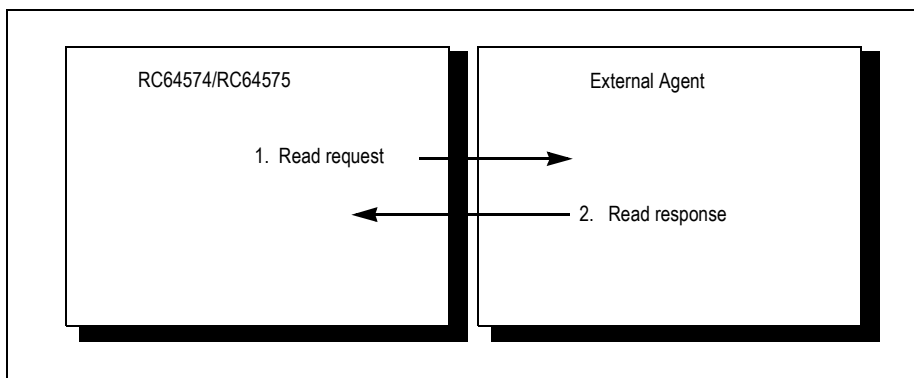 RC64574/RC64575
External Agent
1. Read request
2. Read response